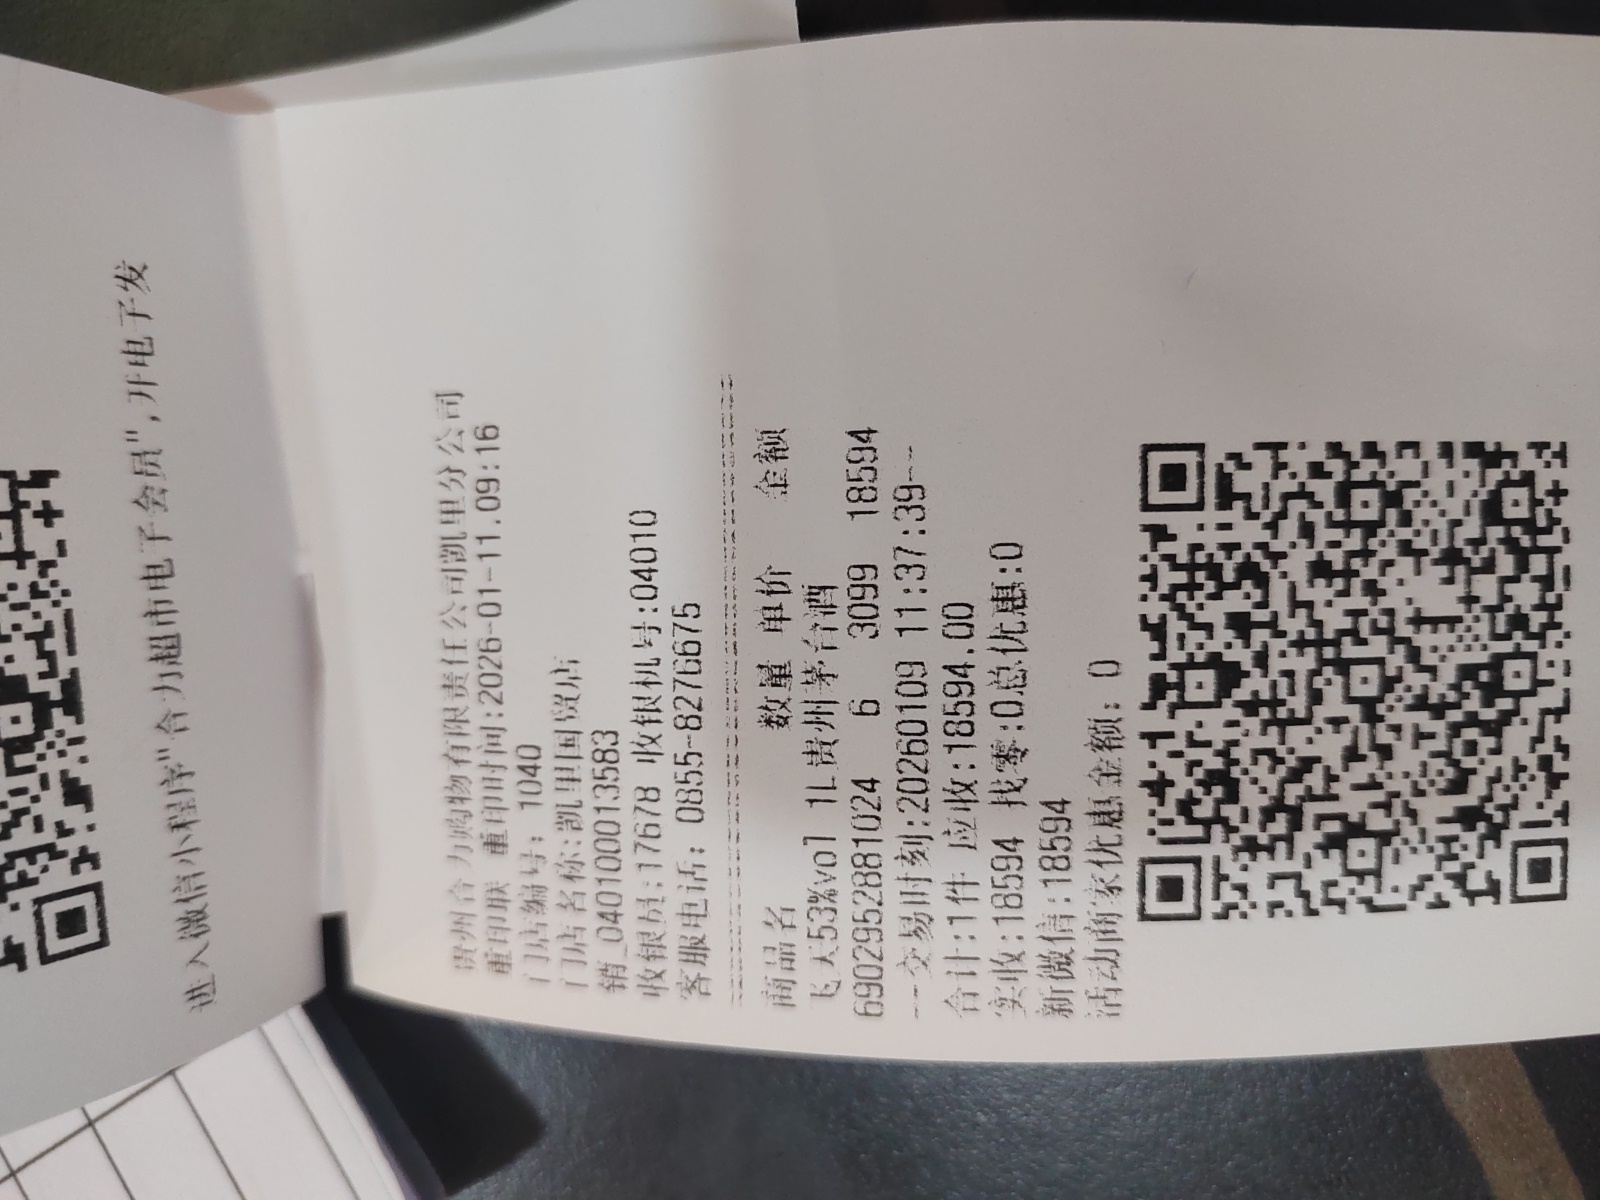 进入微信小程序"合力超市电子会员",开电子发
贵州合力购物有限责任公司凯里分公司
重印联 重印时间:2026-01-11.09:16
门店编号: 1040
门店名称:凯里国贸店
销_040100013583
收银员:17678 收银机号:04010
客服电话: 0855-8276675
商品名 数量 单价 金额
飞天53%vol 1L贵州茅台酒
6902952881024 6 3099 18594
--交易时刻:20260109 11:37:39--
合计:1件 应收:18594.00
实收:18594 找零:0总优惠:0
新微信:18594
活动商家优惠金额: 0